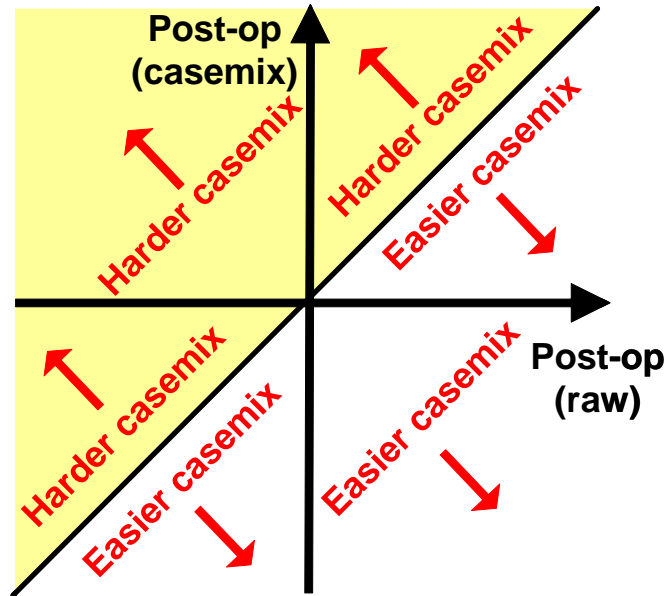 Post-op
(casemix)
Harder casemix
Harder casemix
Easier casemix
Post-op
(raw)
Harder casemix
Easier casemix
Easier casemix